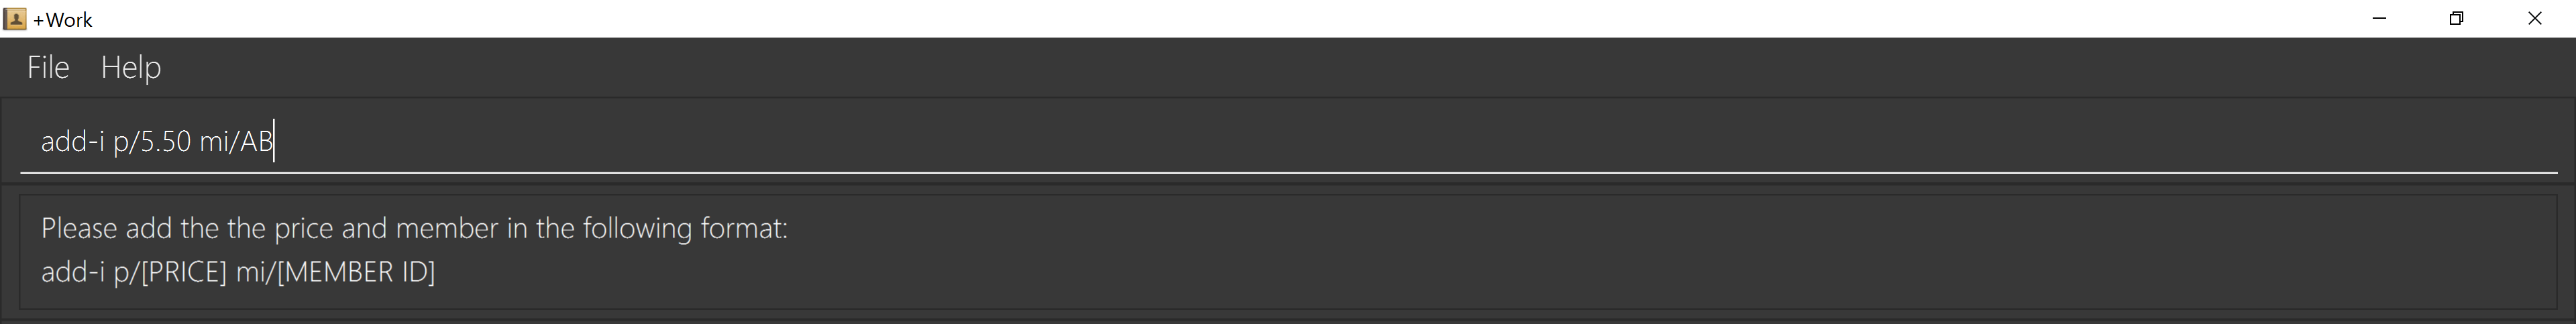 +Work
File Help
add-i p/5.50 mi/AB
Please add the the price and member in the following format:
add-i p/[PRICE] mi/[MEMBER ID]